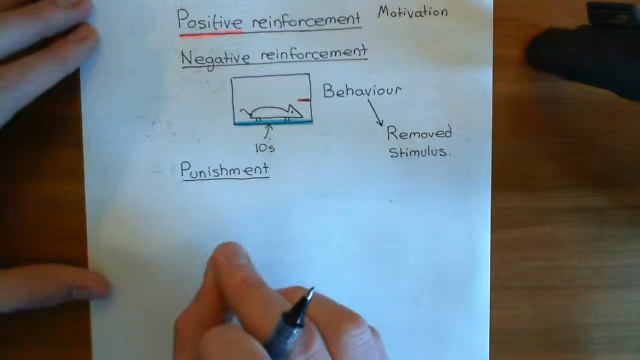 Positive reinforcement Motivation
Negative reinforcement
Behaviour
Removed
Stimulus.
10s
Punishment